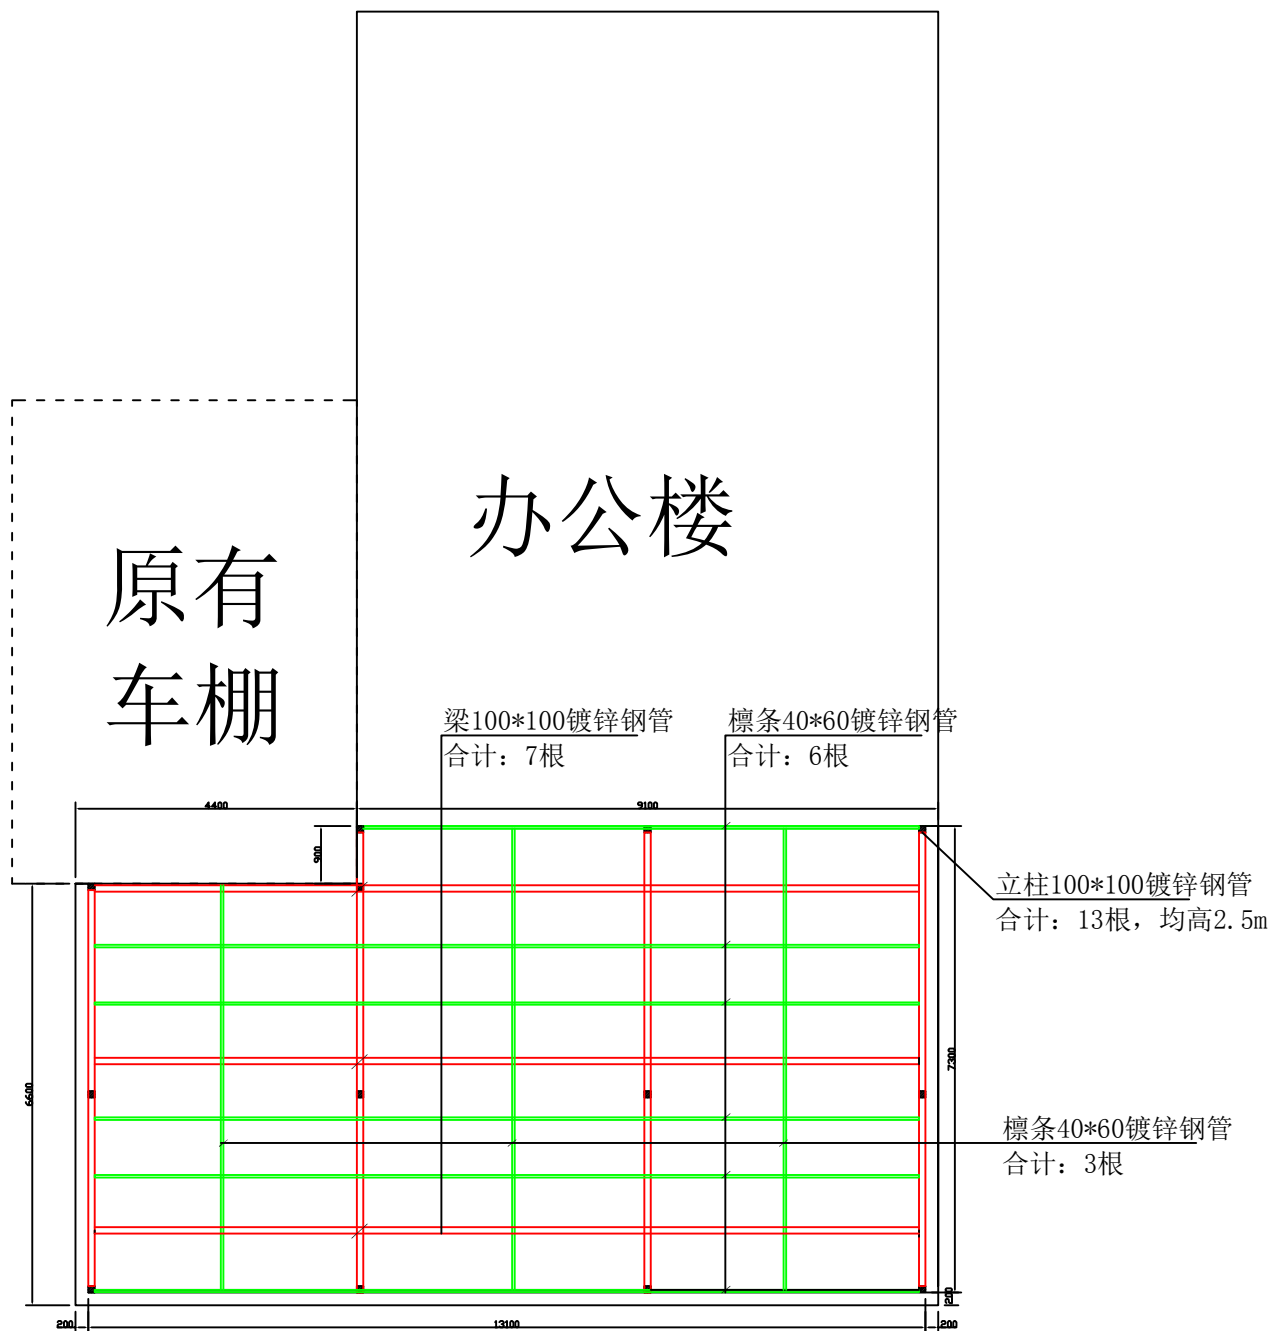 办公楼
原有
车棚
梁100*100镀锌钢管
合计：7根
檩条40*60镀锌钢管
合计：6根
4400
9100
900
立柱100*100镀锌钢管
合计：13根，均高2.5m
7300
6600
檩条40*60镀锌钢管
合计：3根
200
200
13100
200